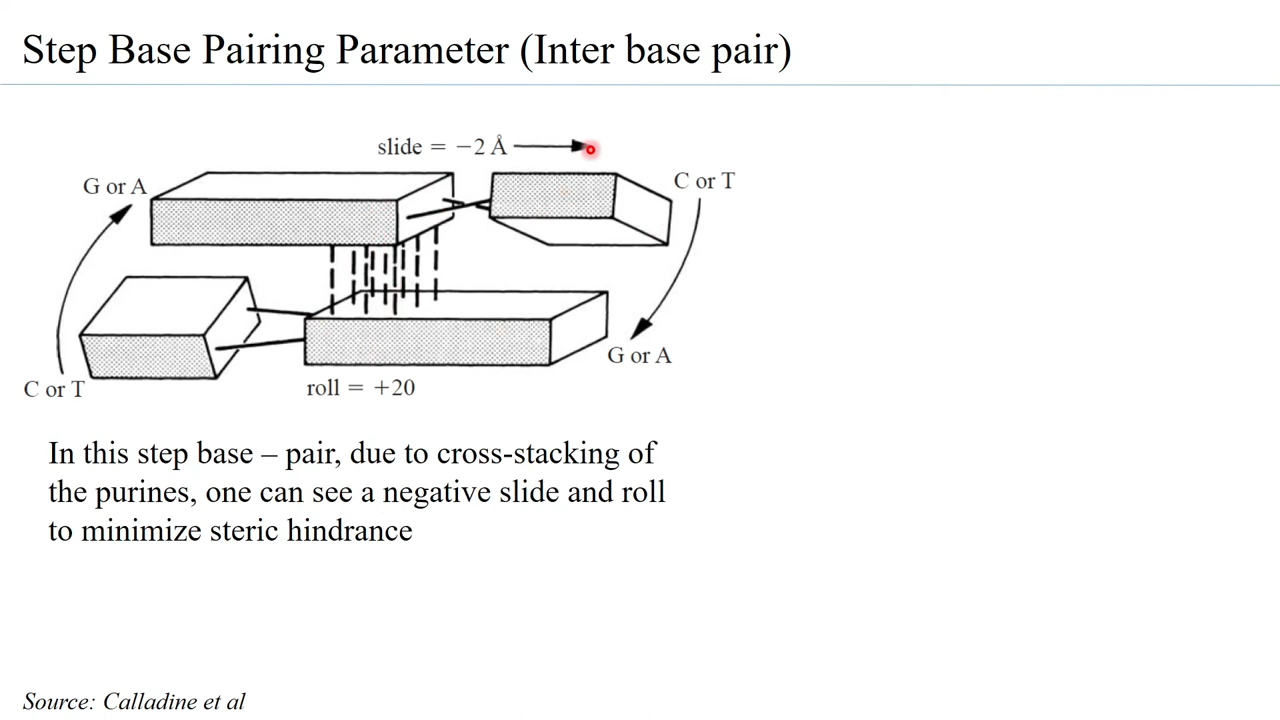 Step Base Pairing Parameter (Inter base pair)
slide = −2 Å
G or A
C or T
G or A
C or T
roll = +20
In this step base – pair, due to cross-stacking of
the purines, one can see a negative slide and roll
to minimize steric hindrance
Source: Calladine et al